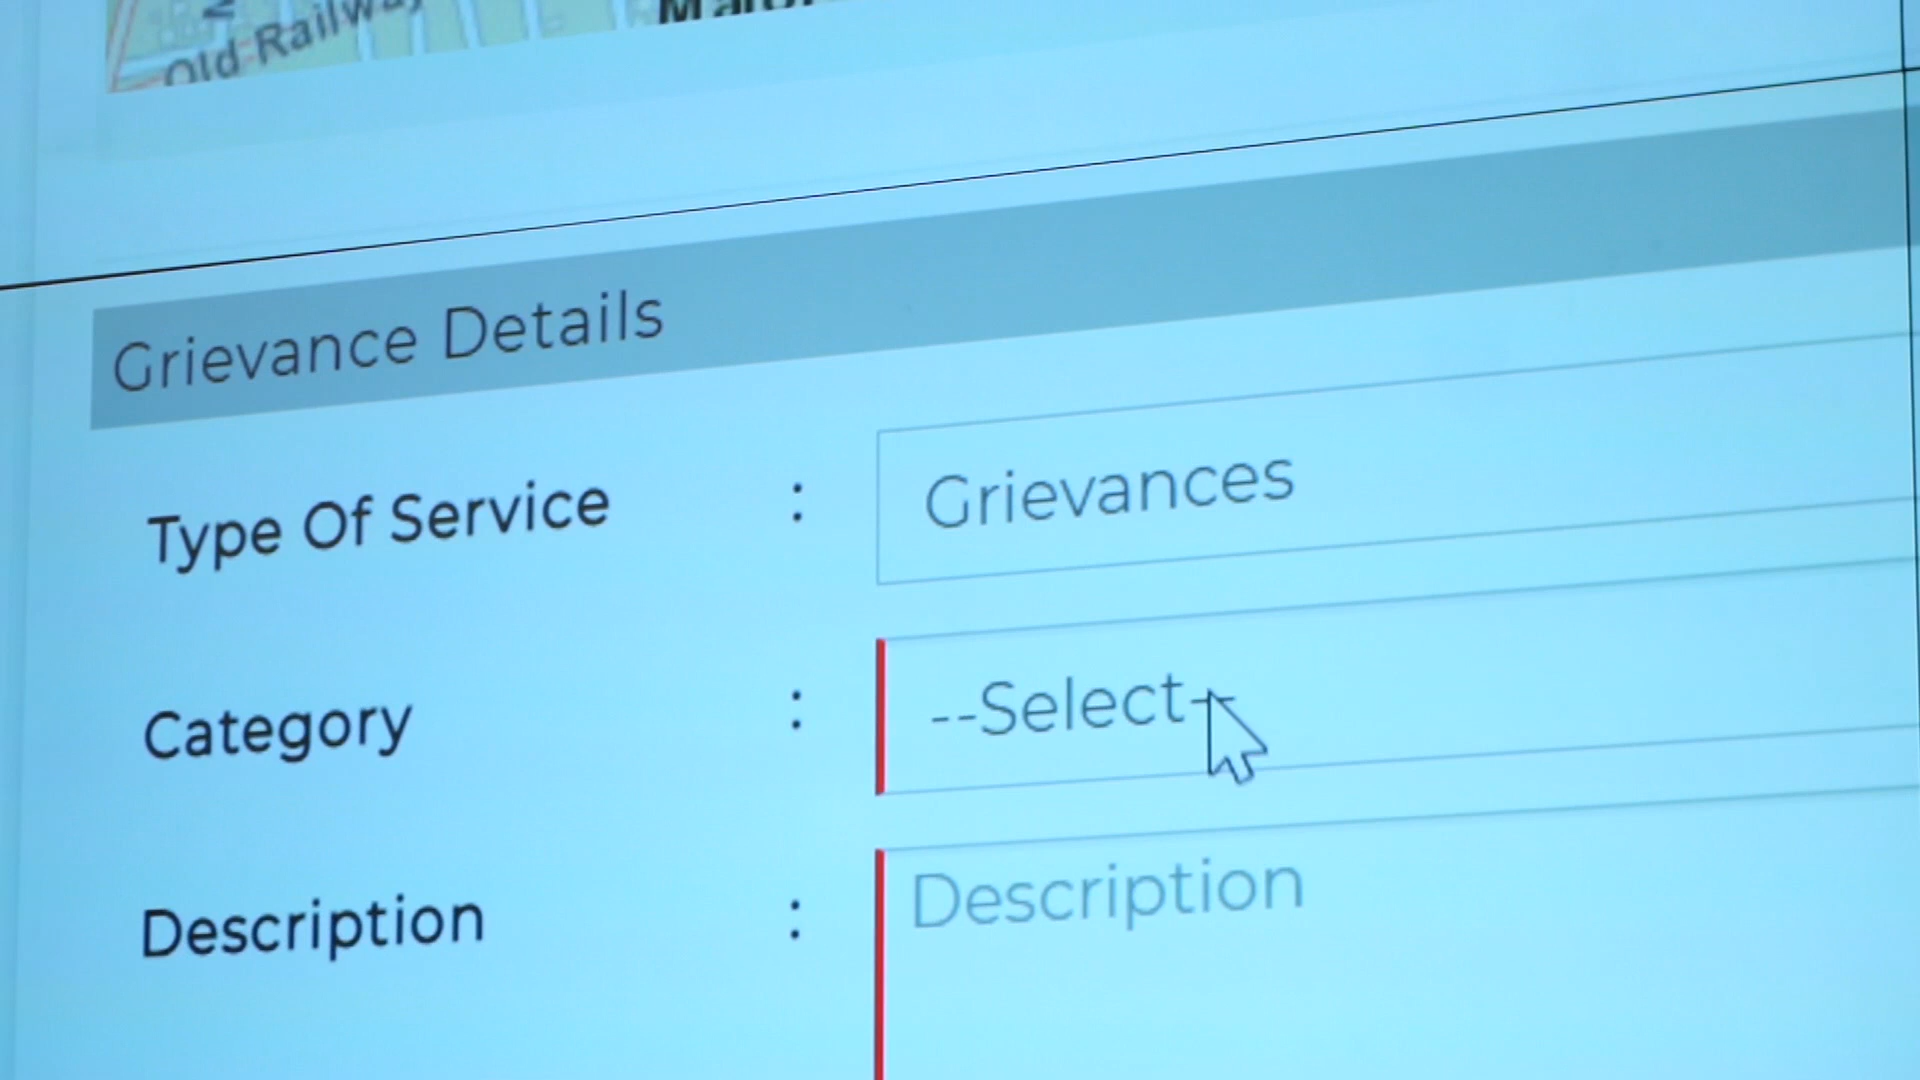 Old Railway
Grievance Details
Type Of Service : Grievances
Category : --Select-
Description : Description